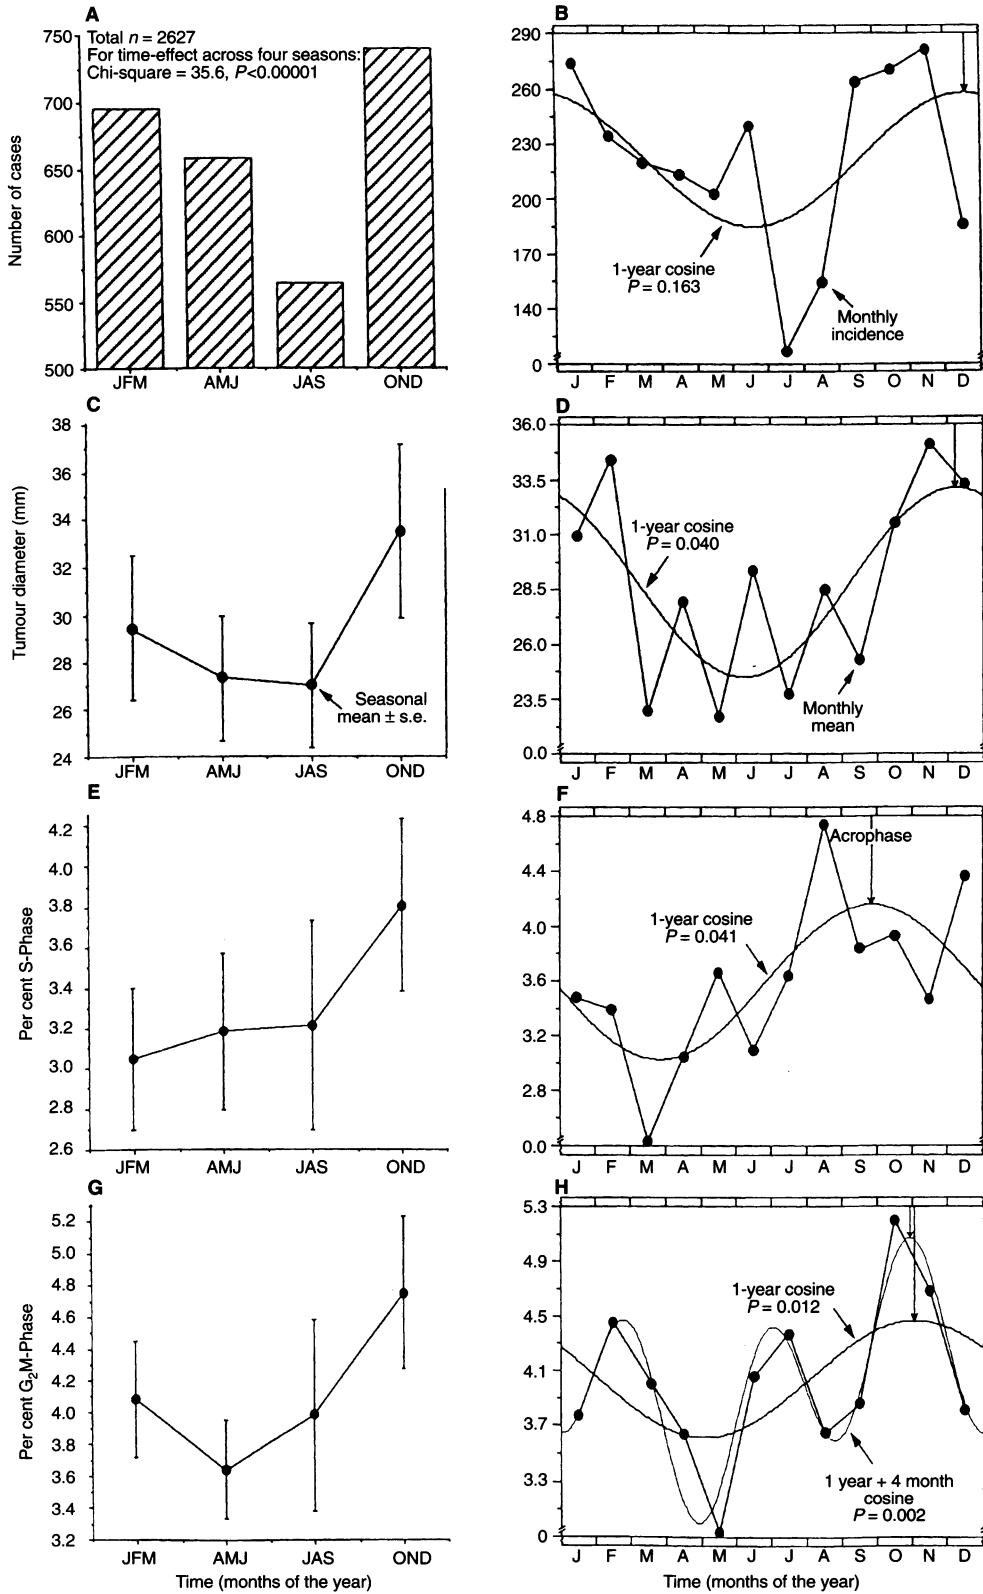 A
Total n = 2627
For time-effect across four seasons:
Chi-square = 35.6, P<0.00001
750
700
650
600
550
500
Number of cases
JFM AMJ JAS OND
B
290
260
230
200
170
140
0
1-year cosine
P = 0.163
Monthly
incidence
J F M A M J J A S O N D
C
38
36
34
32
30
28
26
24
Tumour diameter (mm)
Seasonal
mean ± s.e.
JFM AMJ JAS OND
D
36.0
33.5
31.0
28.5
26.0
23.5
0.0
1-year cosine
P = 0.040
Monthly
mean
J F M A M J J A S O N D
E
4.2
4.0
3.8
3.6
3.4
3.2
3.0
2.8
2.6
Per cent S-Phase
JFM AMJ JAS OND
F
4.8
4.4
4.0
3.6
3.2
2.8
0.0
Acrophase
1-year cosine
P = 0.041
J F M A M J J A S O N D
G
5.2
5.0
4.8
4.6
4.4
4.2
4.0
3.8
3.6
3.4
3.2
Per cent G₂M-Phase
JFM AMJ JAS OND
Time (months of the year)
H
5.3
4.9
4.5
4.1
3.7
3.3
0
1-year cosine
P = 0.012
1 year + 4 month
cosine
P = 0.002
J F M A M J J A S O N D
Time (months of the year)